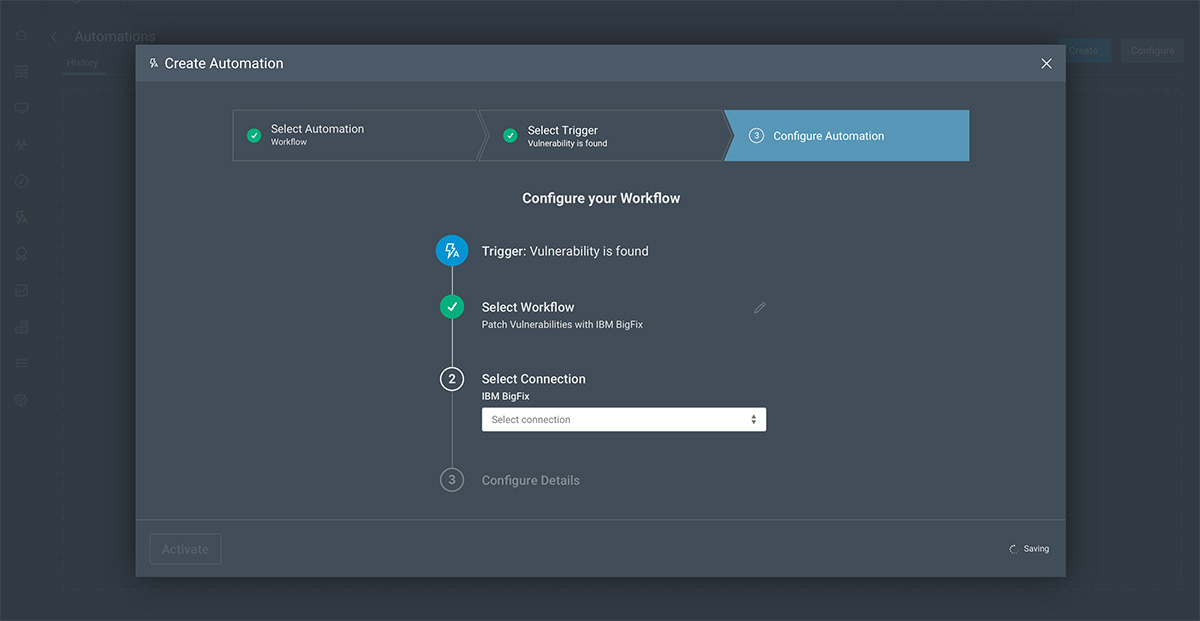 Automations
History
Create
Configure
Create Automation
Select Automation
Workflow
Select Trigger
Vulnerability is found
3
Configure Automation
Configure your Workflow
Trigger: Vulnerability is found
Select Workflow
Patch Vulnerabilities with IBM BigFix
2
Select Connection
IBM BigFix
Select connection
3
Configure Details
Activate
Saving